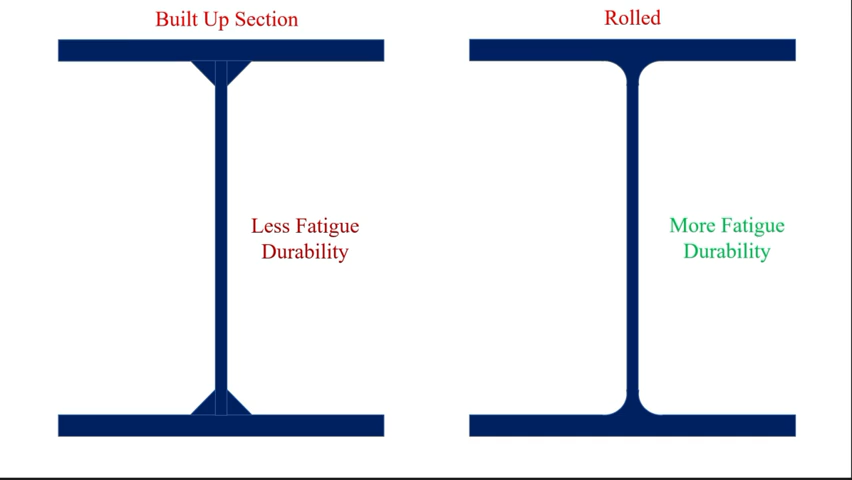 Built Up Section
Rolled
Less Fatigue
Durability
More Fatigue
Durability